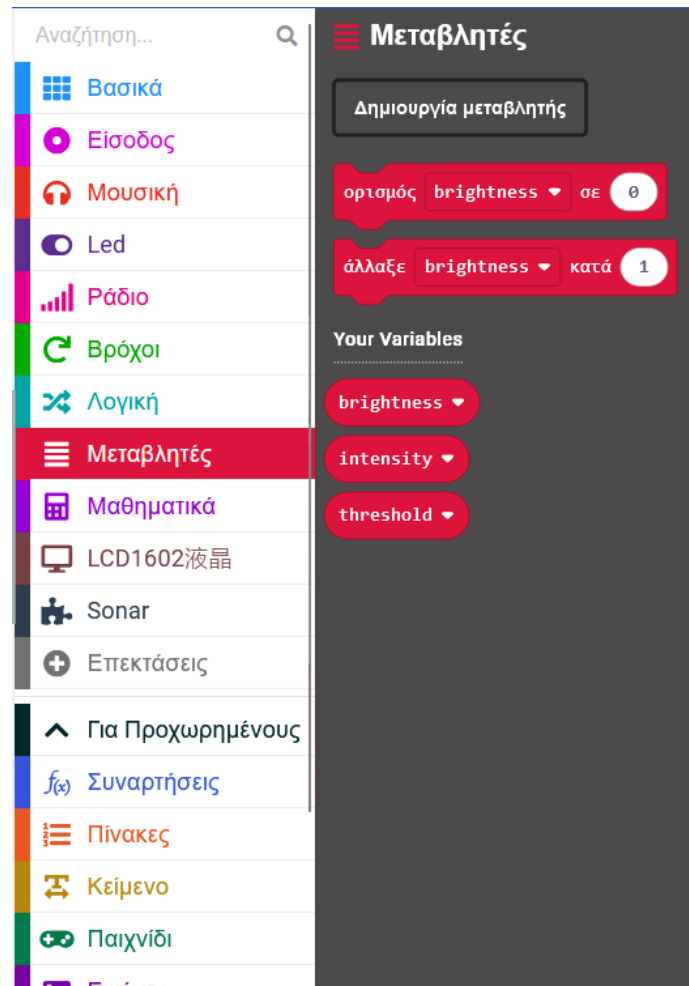 Αναζήτηση...
Βασικά
Είσοδος
Μουσική
Led
Ράδιο
Βρόχοι
Λογική
Μεταβλητές
Μαθηματικά
LCD1602液晶
Sonar
Επεκτάσεις
Για Προχωρημένους
f(x) Συναρτήσεις
Πίνακες
Κείμενο
Παιχνίδι
Μεταβλητές
Δημιουργία μεταβλητής
ορισμός brightness σε 0
άλλαξε brightness κατά 1
Your Variables
brightness
intensity
threshold